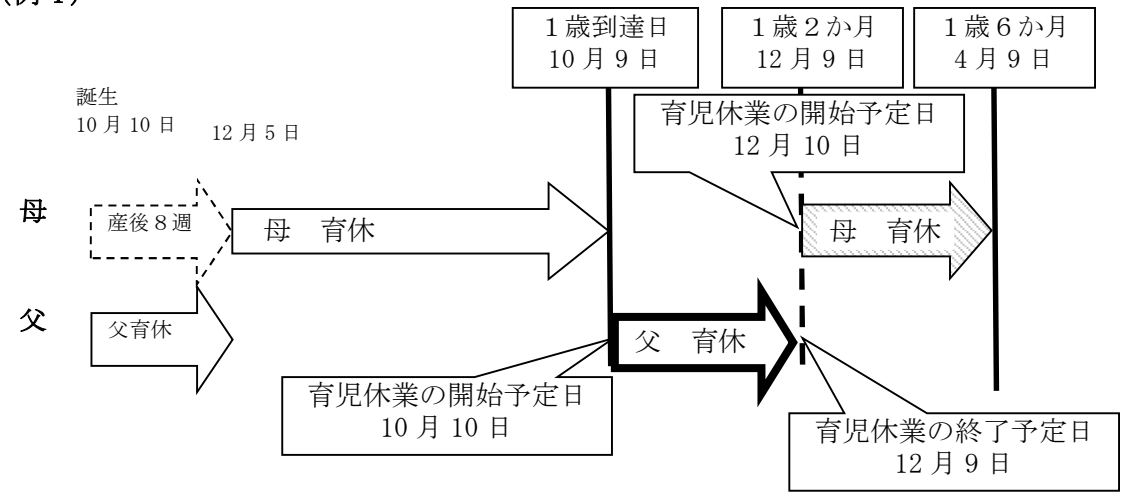 (例1)
１歳到達日
10月９日
１歳２か月
12月９日
１歳６か月
４月９日
誕生
10月10日
12月５日
育児休業の開始予定日
12月10日
母
産後８週
母　育休
母　育休
父
父育休
父　育休
育児休業の開始予定日
10月10日
育児休業の終了予定日
12月９日